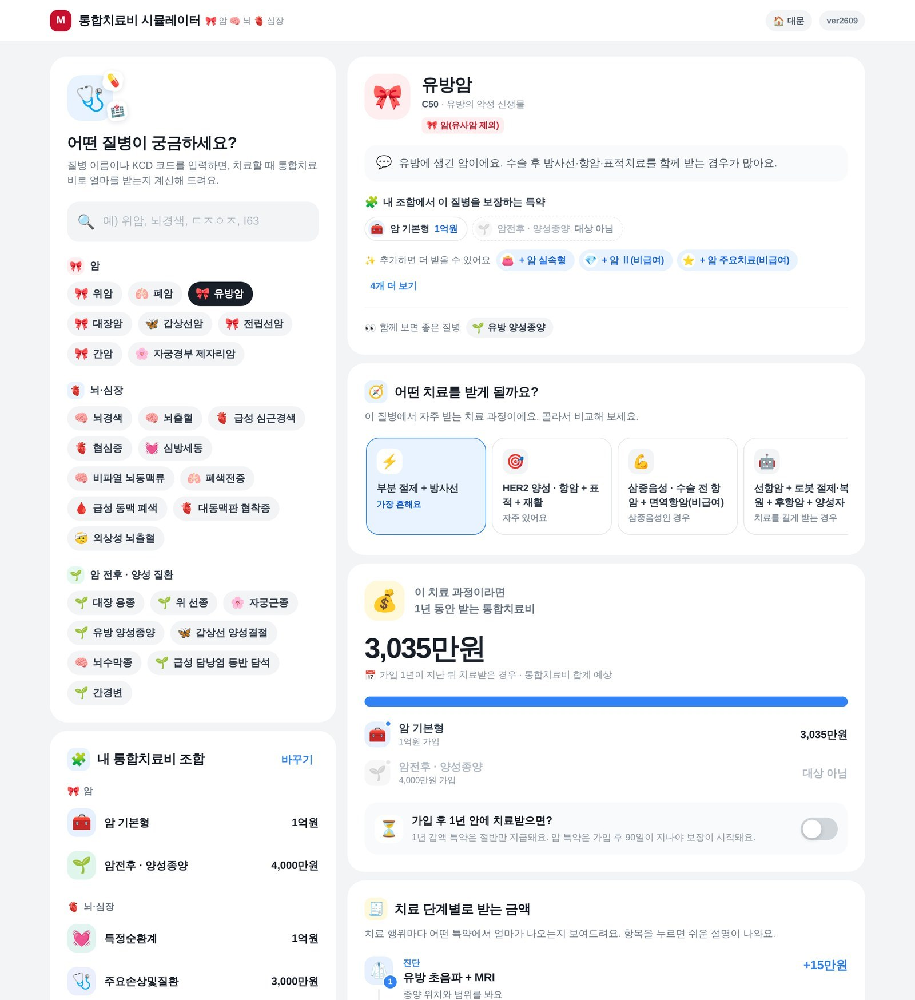 M 통합치료비 시뮬레이터 암 뇌 심장
대문 ver2609
어떤 질병이 궁금하세요?
질병 이름이나 KCD 코드를 입력하면, 치료할 때 통합치료
비로 얼마를 받는지 계산해 드려요.
예) 위암, 뇌경색, ㄷㅈㅇㅈ, I63
암
위암 폐암 유방암
대장암 갑상선암 전립선암
간암 자궁경부 제자리암
뇌·심장
뇌경색 뇌출혈 급성 심근경색
협심증 심방세동
비파열 뇌동맥류 폐색전증
급성 동맥 폐색 대동맥판 협착증
외상성 뇌출혈
암 전후 · 양성 질환
대장 용종 위 선종 자궁근종
유방 양성종양 갑상선 양성결절
뇌수막종 급성 담낭염 동반 담석
간경변
내 통합치료비 조합 바꾸기
암
암 기본형 1억원
암전후 · 양성종양 4,000만원
뇌·심장
특정순환계 1억원
주요손상및질환 3,000만원
유방암
C50 · 유방의 악성 신생물
암(유사암 제외)
유방에 생긴 암이에요. 수술 후 방사선·항암·표적치료를 함께 받는 경우가 많아요.
내 조합에서 이 질병을 보장하는 특약
암 기본형 1억원 암전후 · 양성종양 대상 아님
추가하면 더 받을 수 있어요 + 암 실속형 + 암 Ⅱ(비급여) + 암 주요치료(비급여)
4개 더 보기
함께 보면 좋은 질병 유방 양성종양
어떤 치료를 받게 될까요?
이 질병에서 자주 받는 치료 과정이에요. 골라서 비교해 보세요.
부분 절제 + 방사선
가장 흔해요
HER2 양성 · 항암 + 표
적 + 재활
자주 있어요
삼중음성 · 수술 전 항
암 + 면역항암(비급여)
삼중음성인 경우
선항암 + 로봇 절제·복
원 + 후항암 + 양성자
치료를 길게 받는 경우
이 치료 과정이라면
1년 동안 받는 통합치료비
3,035만원
가입 1년이 지난 뒤 치료받은 경우 · 통합치료비 합계 예상
암 기본형 3,035만원
1억원 가입
암전후 · 양성종양 대상 아님
4,000만원 가입
가입 후 1년 안에 치료받으면?
1년 감액 특약은 절반만 지급돼요. 암 특약은 가입 후 90일이 지나야 보장이 시작돼요.
치료 단계별로 받는 금액
치료 행위마다 어떤 특약에서 얼마가 나오는지 보여드려요. 항목을 누르면 쉬운 설명이 나와요.
진단 +15만원
1 유방 초음파 + MRI
종양 위치와 범위를 봐요